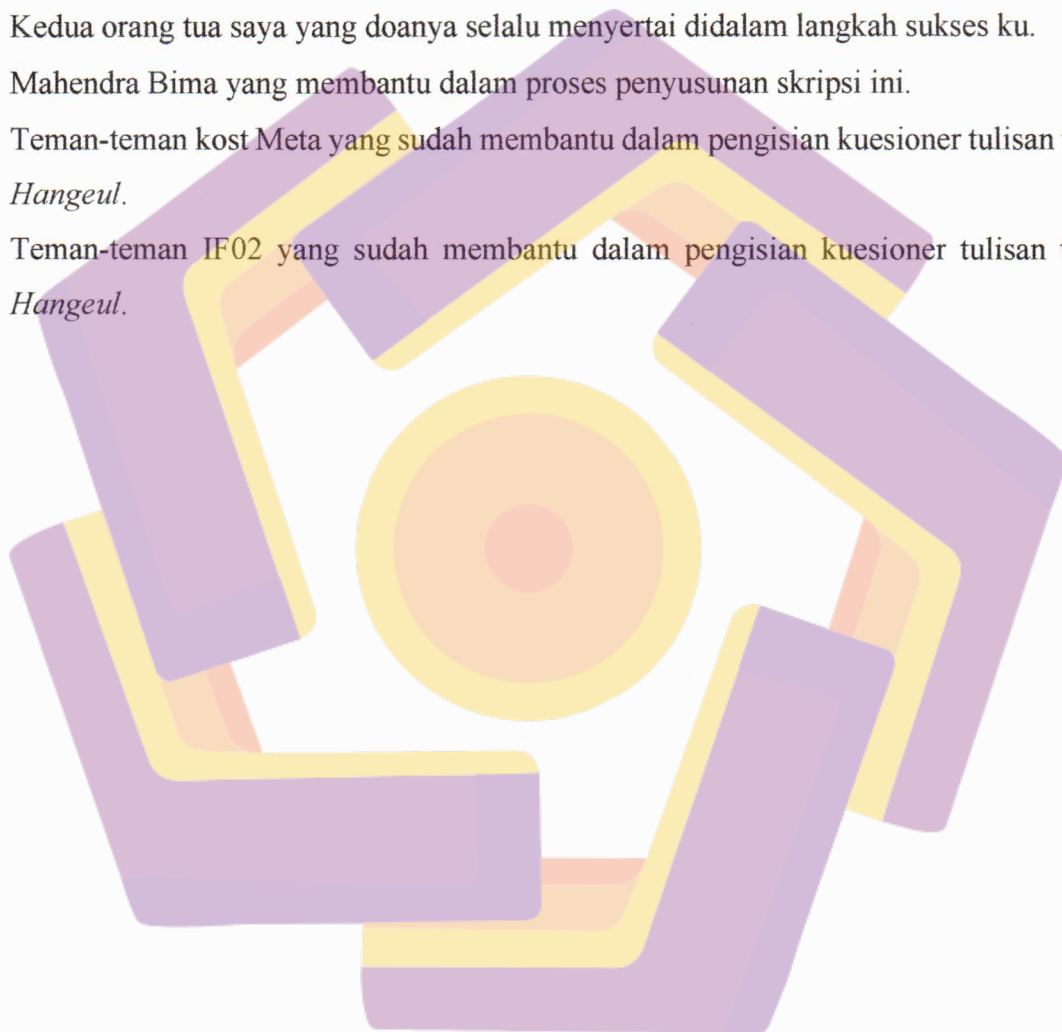 Kedua orang tua saya yang doanya selalu menyertai didalam langkah sukses ku.
Mahendra Bima yang membantu dalam proses penyusunan skripsi ini.
Teman-teman kost Meta yang sudah membantu dalam pengisian kuesioner tulisan
Hangeul.
Teman-teman IF02 yang sudah membantu dalam pengisian kuesioner tulisan
Hangeul.